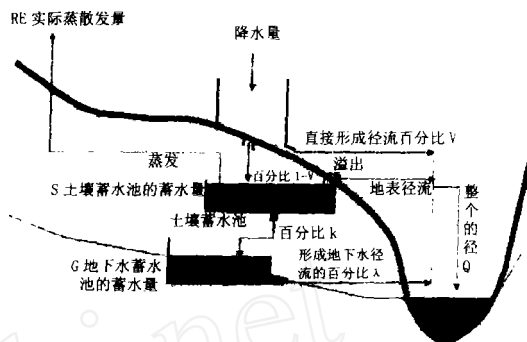 RE 实际蒸散发量
降水量
直接形成径流百分比 V
蒸发
百分比 1-V
溢出
S 土壤蓄水池的蓄水量
地表径流
土壤蓄水池
整个的径 Q
百分比 k
G 地下水蓄水
池的蓄水量
形成地下水径
流的百分比 λ